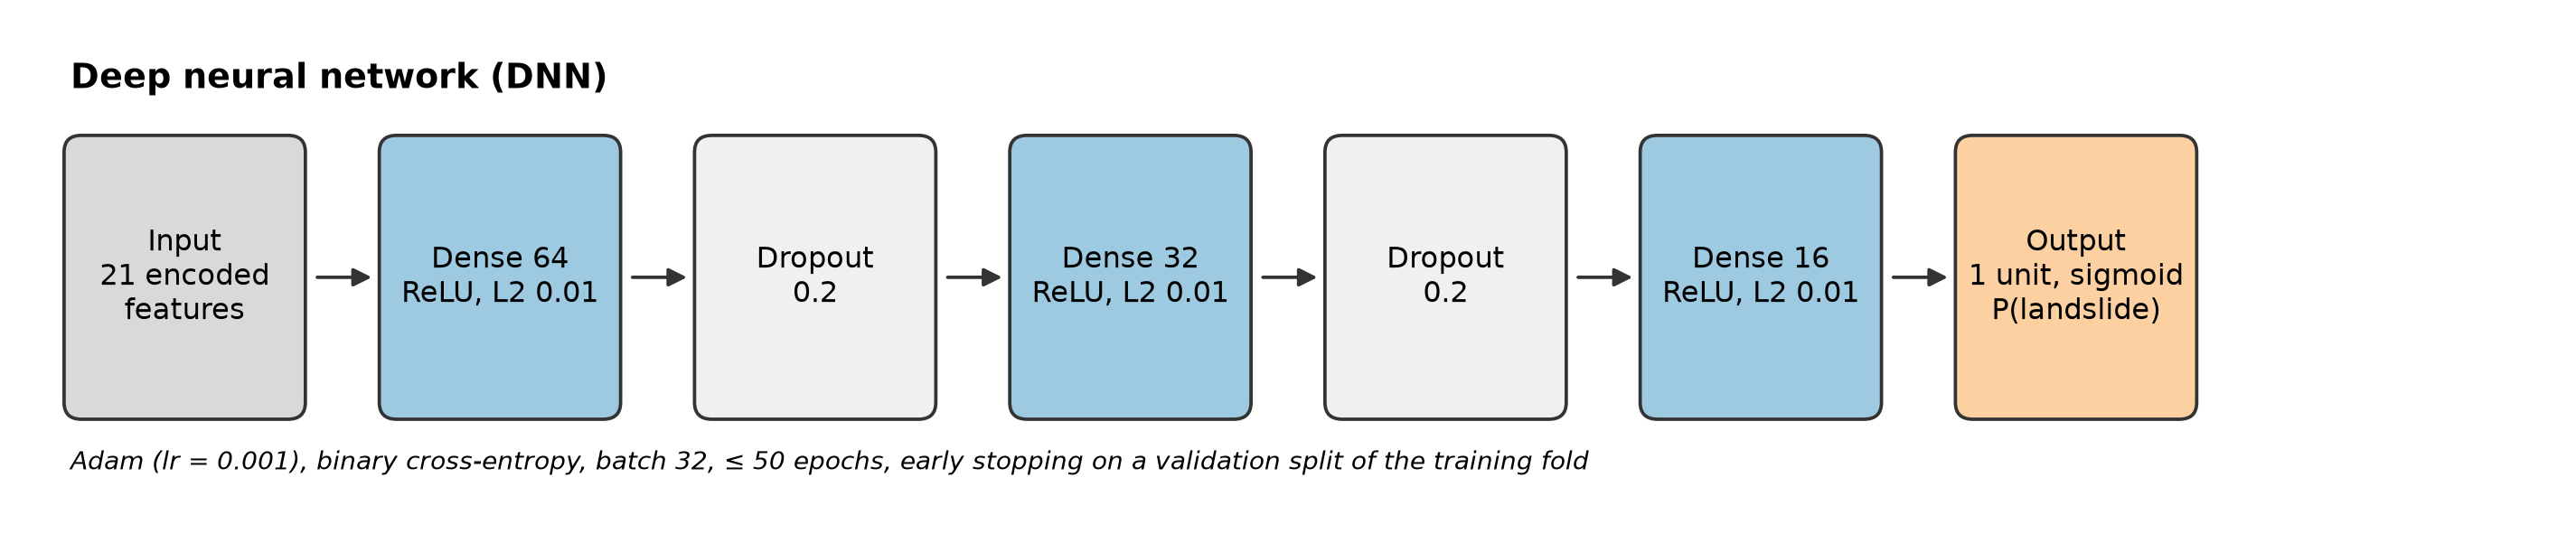 Deep neural network (DNN)
Input
21 encoded
features
Dense 64
ReLU, L2 0.01
Dropout
0.2
Dense 32
ReLU, L2 0.01
Dropout
0.2
Dense 16
ReLU, L2 0.01
Output
1 unit, sigmoid
P(landslide)
Adam (lr = 0.001), binary cross-entropy, batch 32, ≤ 50 epochs, early stopping on a validation split of the training fold